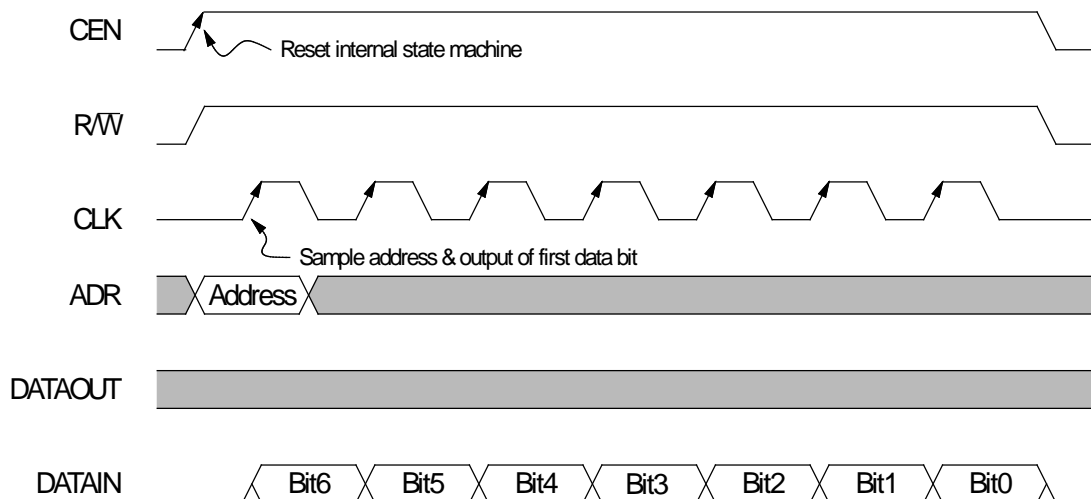 CEN
Reset internal state machine
R/W̅
CLK
Sample address & output of first data bit
ADR
Address
DATAOUT
DATAIN
Bit6 Bit5 Bit4 Bit3 Bit2 Bit1 Bit0